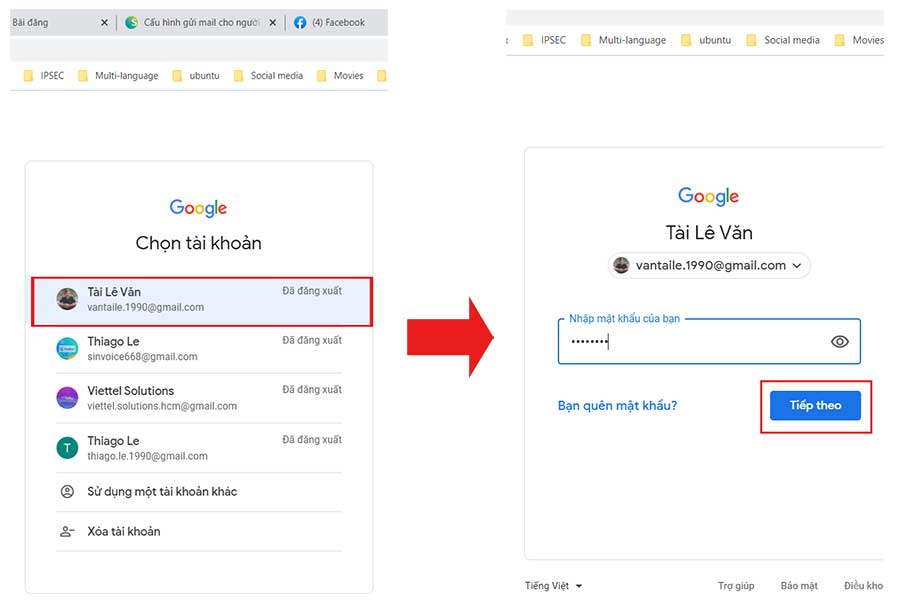 Bài đăng
Cấu hình gửi mail cho người
(4) Facebook
IPSEC
Multi-language
ubuntu
Social media
Movies
Google
Chọn tài khoản
Tài Lê Văn
Đã đăng xuất
vantaile.1990@gmail.com
Thiago Le
Đã đăng xuất
sinvoice668@gmail.com
Viettel Solutions
Đã đăng xuất
viettel.solutions.hcm@gmail.com
T
Thiago Le
Đã đăng xuất
thiago.le.1990@gmail.com
Sử dụng một tài khoản khác
Xóa tài khoản
IPSEC
Multi-language
ubuntu
Social media
Movies
Google
Tài Lê Văn
vantaile.1990@gmail.com
Nhập mật khẩu của bạn
••••••••
Bạn quên mật khẩu?
Tiếp theo
Tiếng Việt
Trợ giúp
Bảo mật
Điều kho